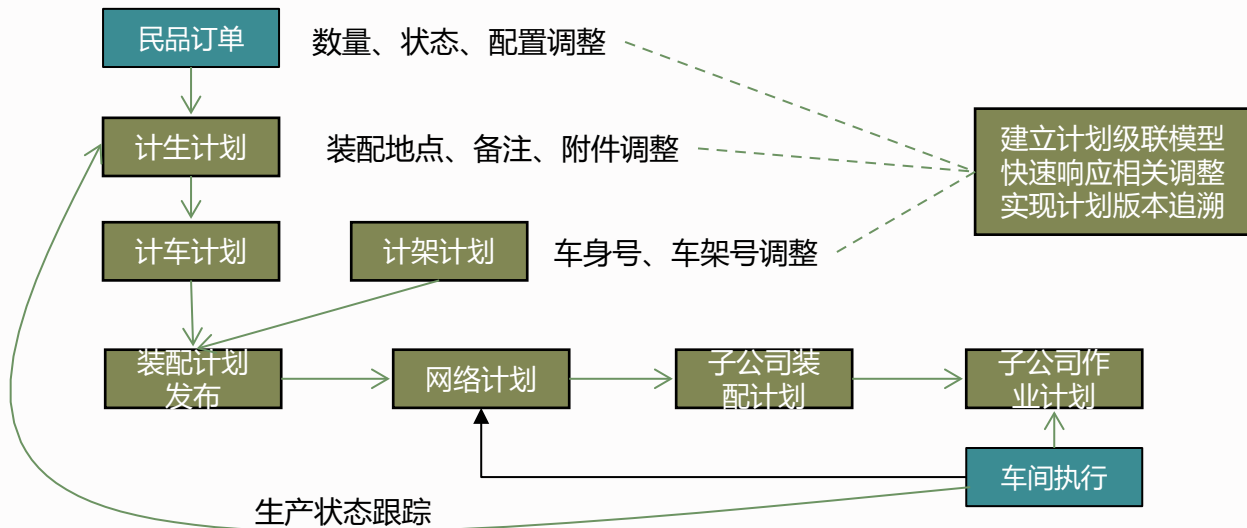 民品订单
数量、状态、配置调整
计生计划
装配地点、备注、附件调整
建立计划级联模型
快速响应相关调整
实现计划版本追溯
计车计划
计架计划
车身号、车架号调整
装配计划
发布
网络计划
子公司装
配计划
子公司作
业计划
车间执行
生产状态跟踪